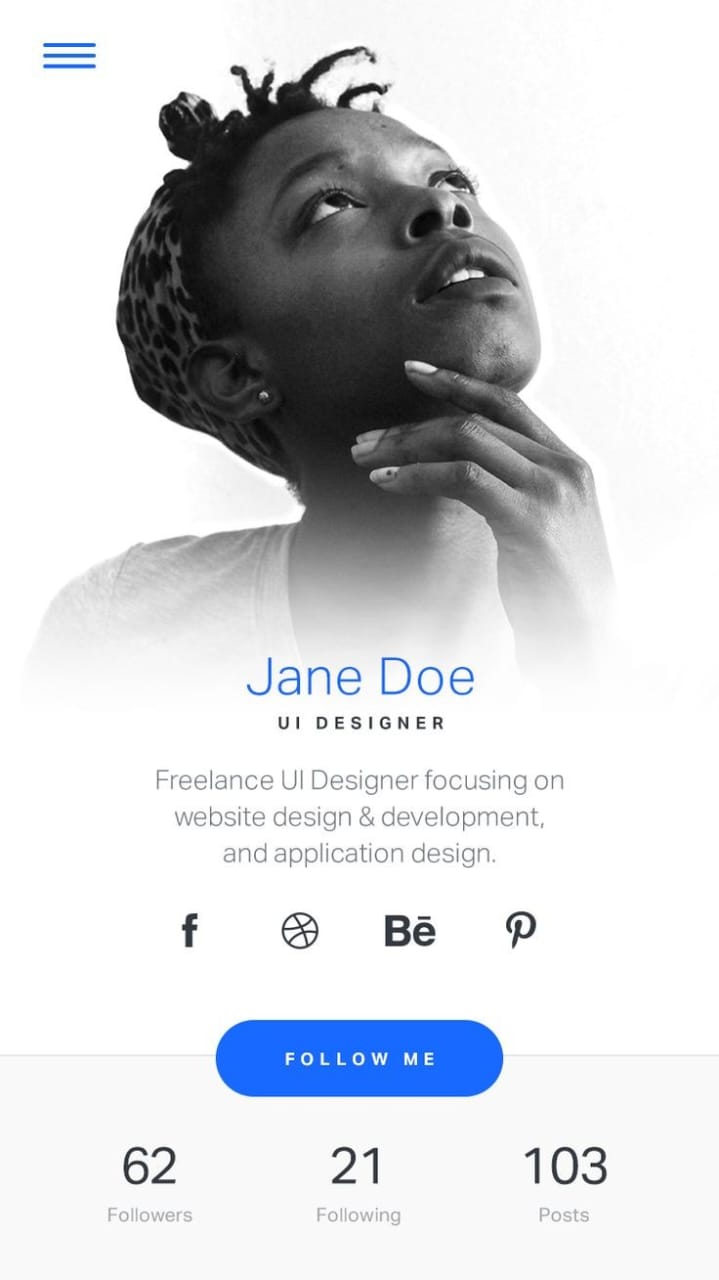 Jane Doe
UI DESIGNER
Freelance UI Designer focusing on
website design & development,
and application design.
f Bē
FOLLOW ME
62 21 103
Followers Following Posts